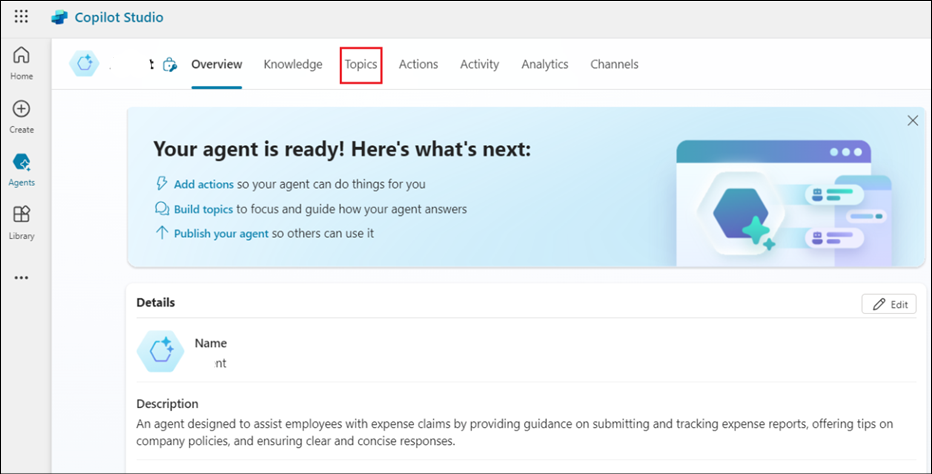 Copilot Studio
Overview Knowledge Topics Actions Activity Analytics Channels
Home
Create
Agents
Library
Your agent is ready! Here's what's next:
Add actions so your agent can do things for you
Build topics to focus and guide how your agent answers
Publish your agent so others can use it
Details
Edit
Name
nt
Description
An agent designed to assist employees with expense claims by providing guidance on submitting and tracking expense reports, offering tips on
company policies, and ensuring clear and concise responses.